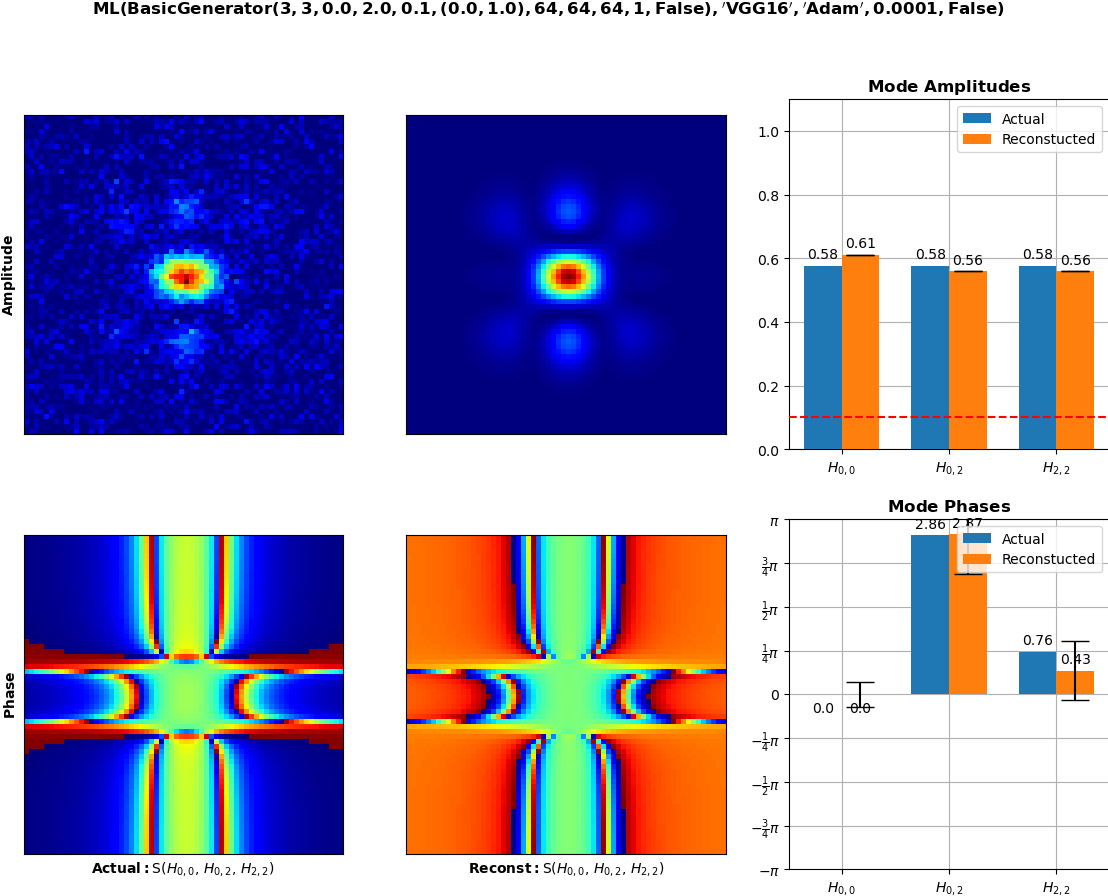 ML(BasicGenerator(3, 3, 0.0, 2.0, 0.1, (0.0, 1.0), 64, 64, 64, 1, False), ′VGG16′, ′Adam′, 0.0001, False)
Amplitude
Mode Amplitudes
Actual
Reconstucted
1.0
0.8
0.6
0.4
0.2
0.0
0.58 0.61 0.58 0.56 0.58 0.56
H0,0 H0,2 H2,2
Phase
Actual: S(H0,0, H0,2, H2,2)
Reconst: S(H0,0, H0,2, H2,2)
Mode Phases
Actual
Reconstucted
π
3/4π
1/2π
1/4π
0
−1/4π
−1/2π
−3/4π
−π
0.0 0.0 2.86 2.87 0.76 0.43
H0,0 H0,2 H2,2